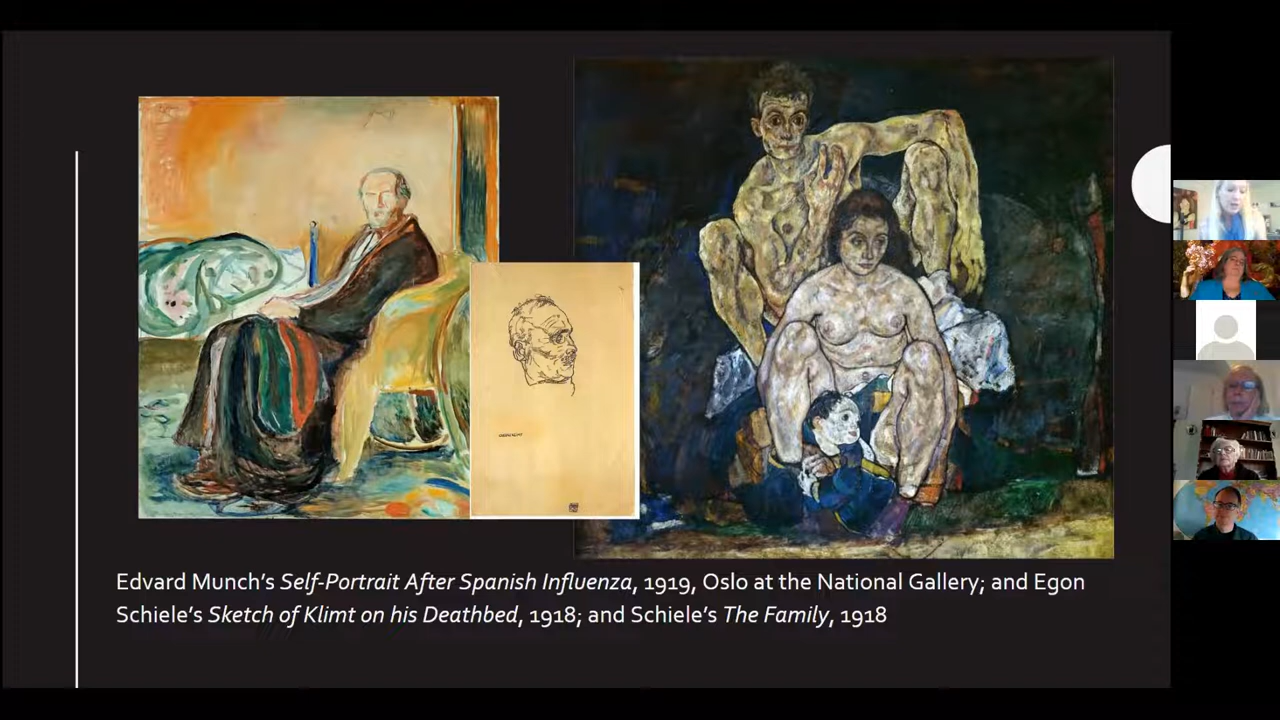 Edvard Munch's Self-Portrait After Spanish Influenza, 1919, Oslo at the National Gallery; and Egon
Schiele's Sketch of Klimt on his Deathbed, 1918; and Schiele's The Family, 1918